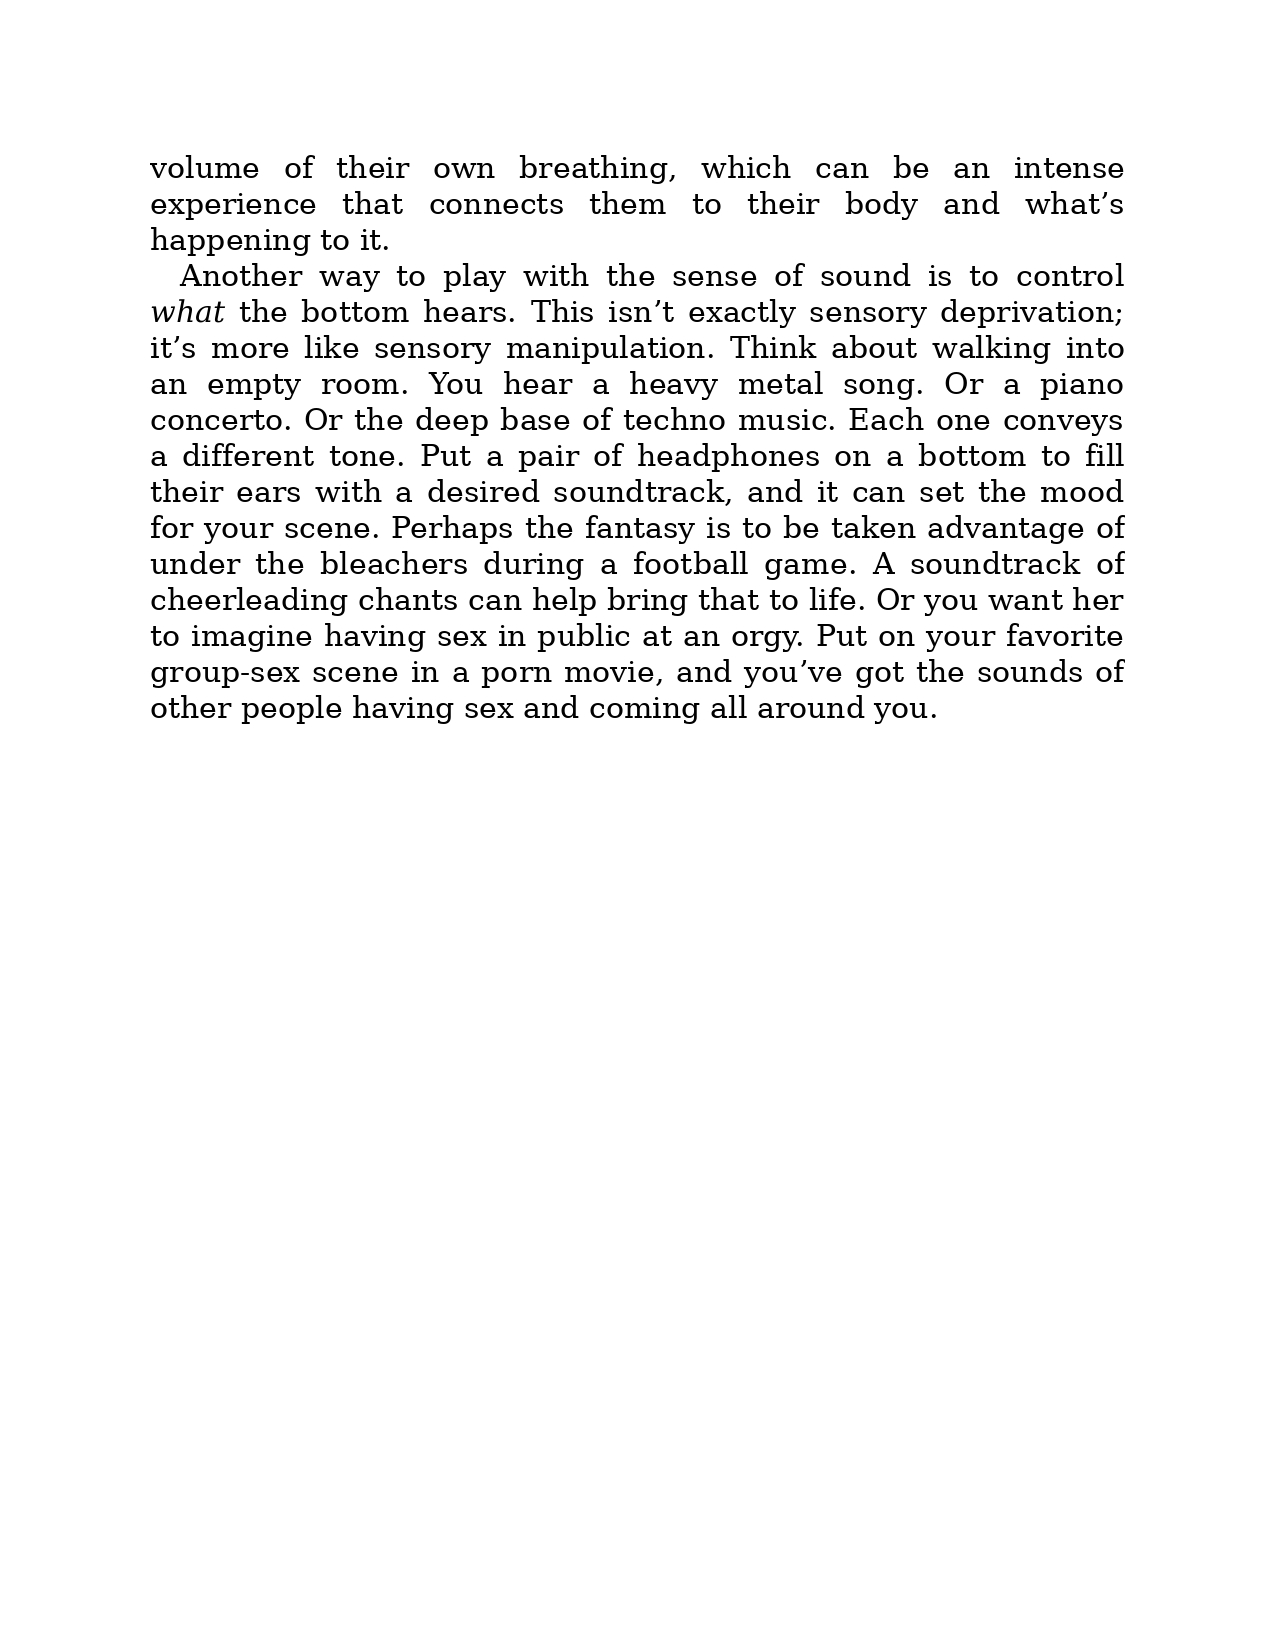 volume of their own breathing, which can be an intense
experience that connects them to their body and what’s
happening to it.
Another way to play with the sense of sound is to control
what the bottom hears. This isn’t exactly sensory deprivation;
it’s more like sensory manipulation. Think about walking into
an empty room. You hear a heavy metal song. Or a piano
concerto. Or the deep base of techno music. Each one conveys
a different tone. Put a pair of headphones on a bottom to fill
their ears with a desired soundtrack, and it can set the mood
for your scene. Perhaps the fantasy is to be taken advantage of
under the bleachers during a football game. A soundtrack of
cheerleading chants can help bring that to life. Or you want her
to imagine having sex in public at an orgy. Put on your favorite
group-sex scene in a porn movie, and you’ve got the sounds of
other people having sex and coming all around you.